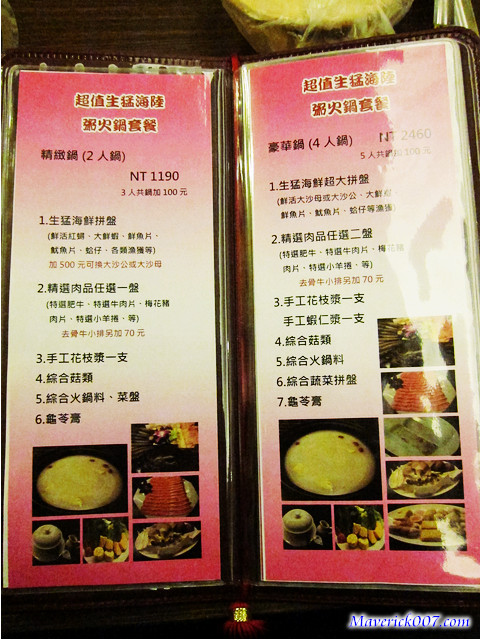 超值生猛海陸
粥火鍋套餐
精緻鍋 (2 人鍋)
NT 1190
3 人共鍋加 100 元
1.生猛海鮮拼盤
(鮮活紅蟳、大鮮蝦、鮮魚片、
魷魚片、蛤仔、各類漁獲等)
加 500 元可換大沙公或大沙母
2.精選肉品任選一盤
(特選肥牛、特選牛肉片、梅花豬
肉片、特選小羊捲、等)
去骨牛小排另加 70 元
3.手工花枝漿一支
4.綜合菇類
5.綜合火鍋料、菜盤
6.龜苓膏
超值生猛海陸
粥火鍋套餐
豪華鍋 (4 人鍋)
NT 2460
5 人共鍋加 100 元
1.生猛海鮮超大拼盤
(鮮活大沙母或大沙公、大鮮蝦
鮮魚片、魷魚片、蛤仔等漁獲)
2.精選肉品任選二盤
(特選肥牛、特選牛肉片、梅花豬
肉片、特選小羊捲、等)
去骨牛小排另加 70 元
3.手工花枝漿一支
手工蝦仁漿一支
4.綜合菇類
5.綜合火鍋料
6.綜合蔬菜拼盤
7.龜苓膏
Maverick007.com